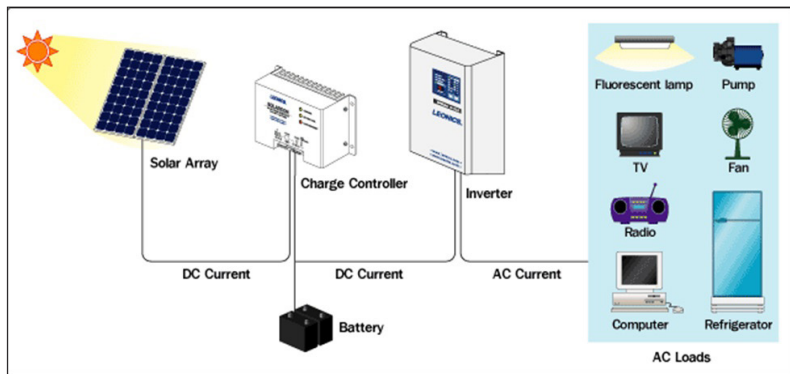 Fluorescent lamp
Pump
Solar Array
Charge Controller
LEONICS
Inverter
TV
Fan
Radio
DC Current
DC Current
AC Current
Battery
Computer
Refrigerator
AC Loads